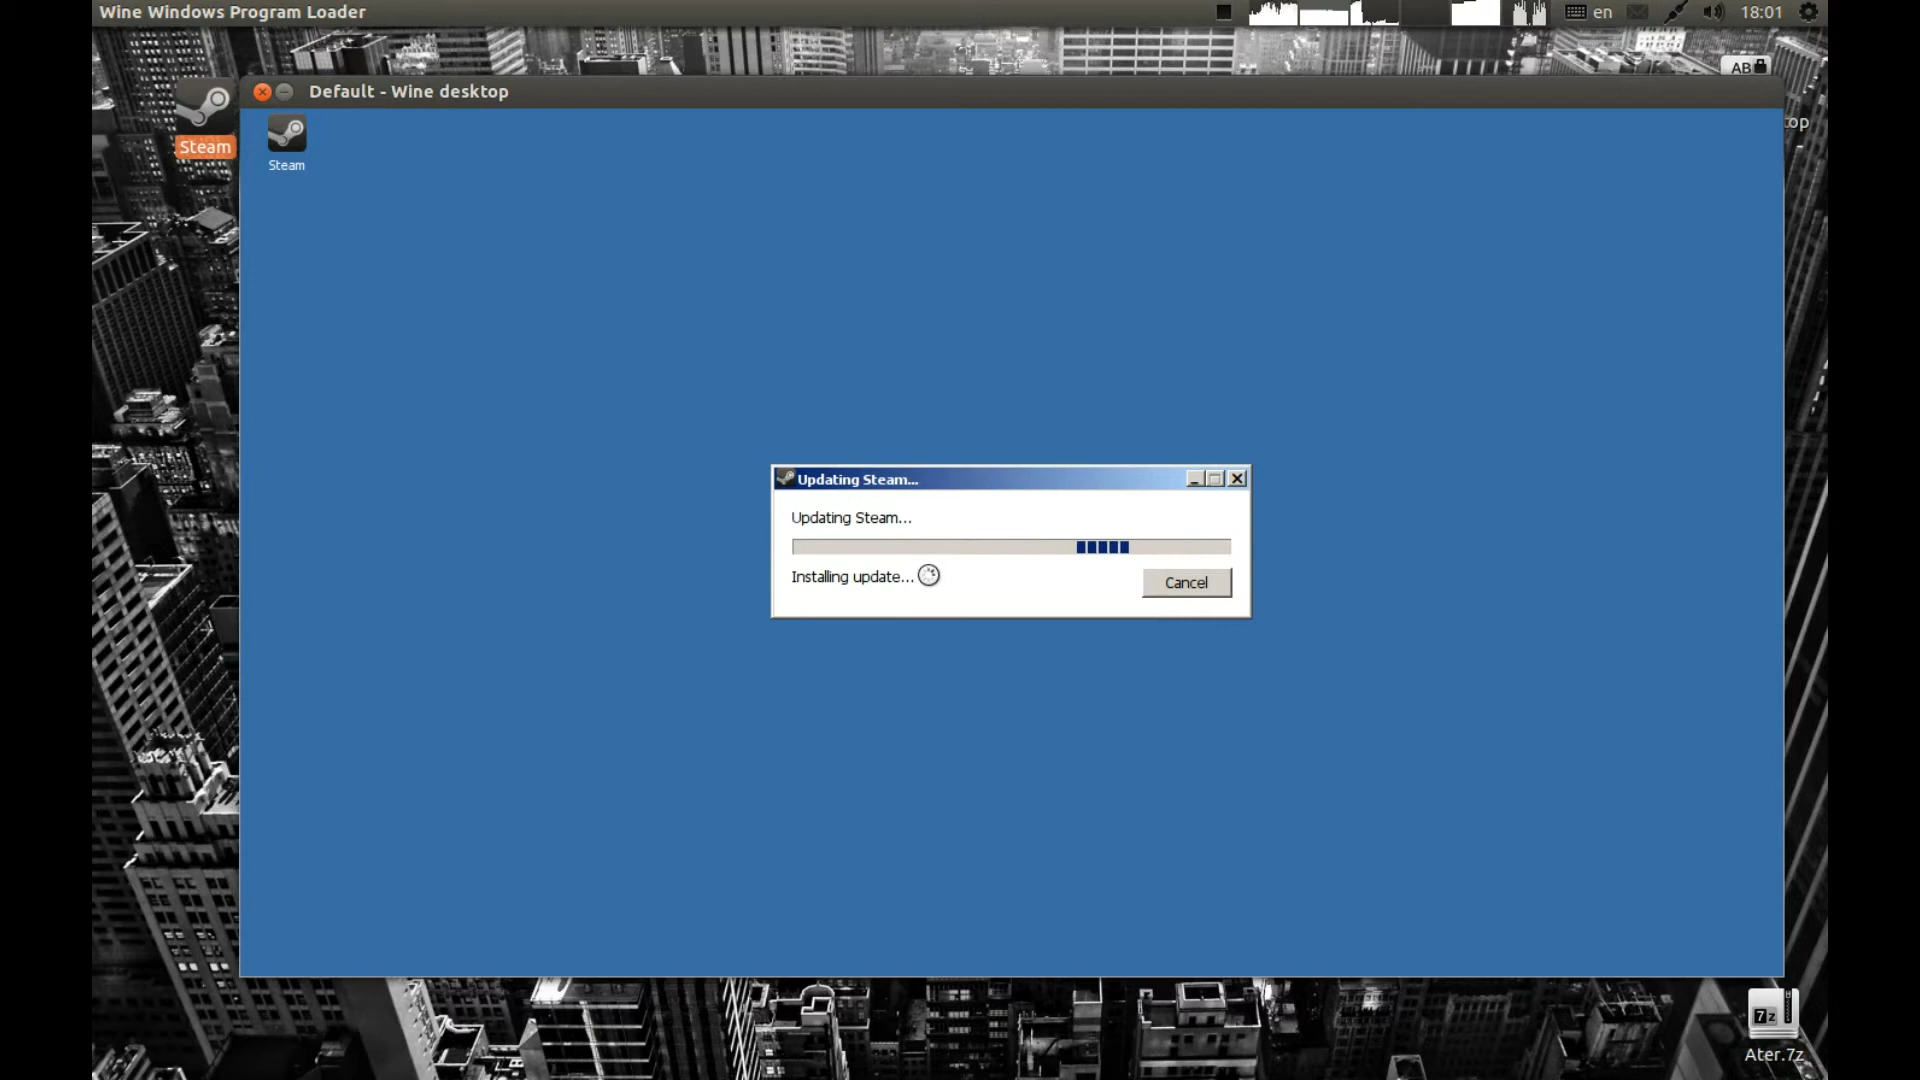 Wine Windows Program Loader
en
18:01
AB
Default - Wine desktop
top
Steam
Steam
Updating Steam...
Updating Steam...
Installing update...
Cancel
7z
Ater.7z